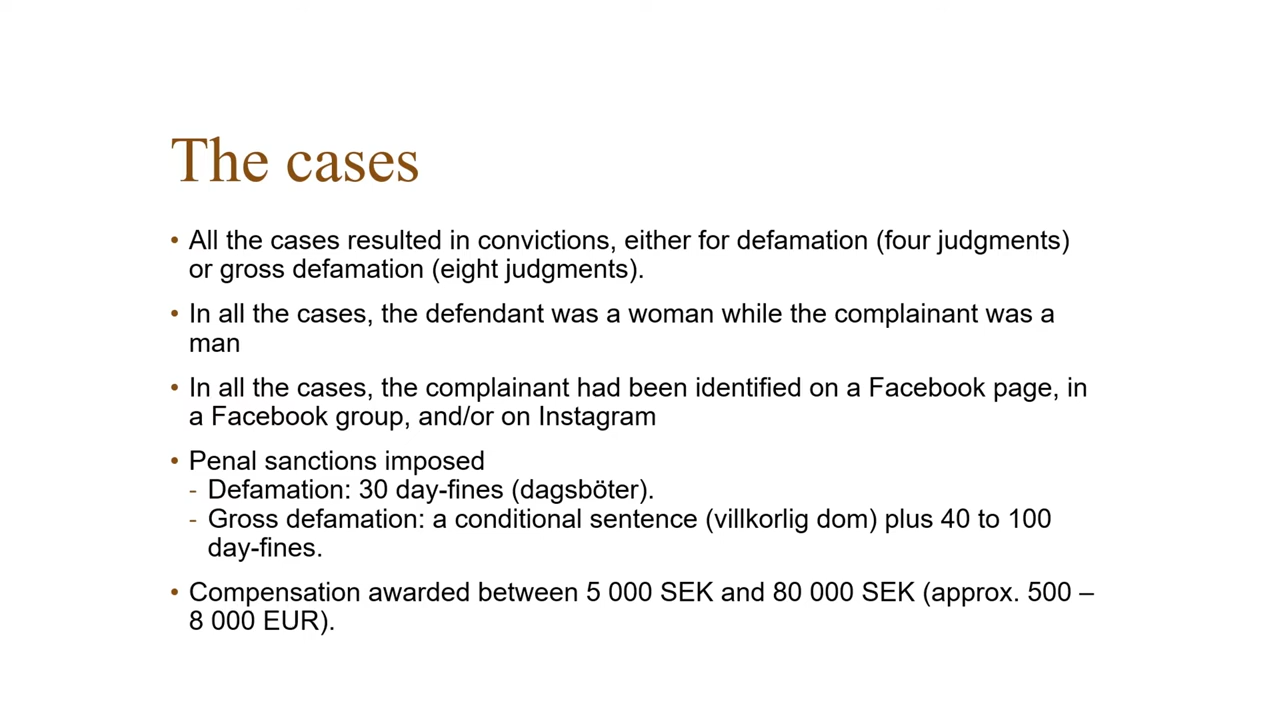 The cases
• All the cases resulted in convictions, either for defamation (four judgments)
or gross defamation (eight judgments).
• In all the cases, the defendant was a woman while the complainant was a
man
• In all the cases, the complainant had been identified on a Facebook page, in
a Facebook group, and/or on Instagram
• Penal sanctions imposed
- Defamation: 30 day-fines (dagsböter).
- Gross defamation: a conditional sentence (villkorlig dom) plus 40 to 100
day-fines.
• Compensation awarded between 5 000 SEK and 80 000 SEK (approx. 500 –
8 000 EUR).